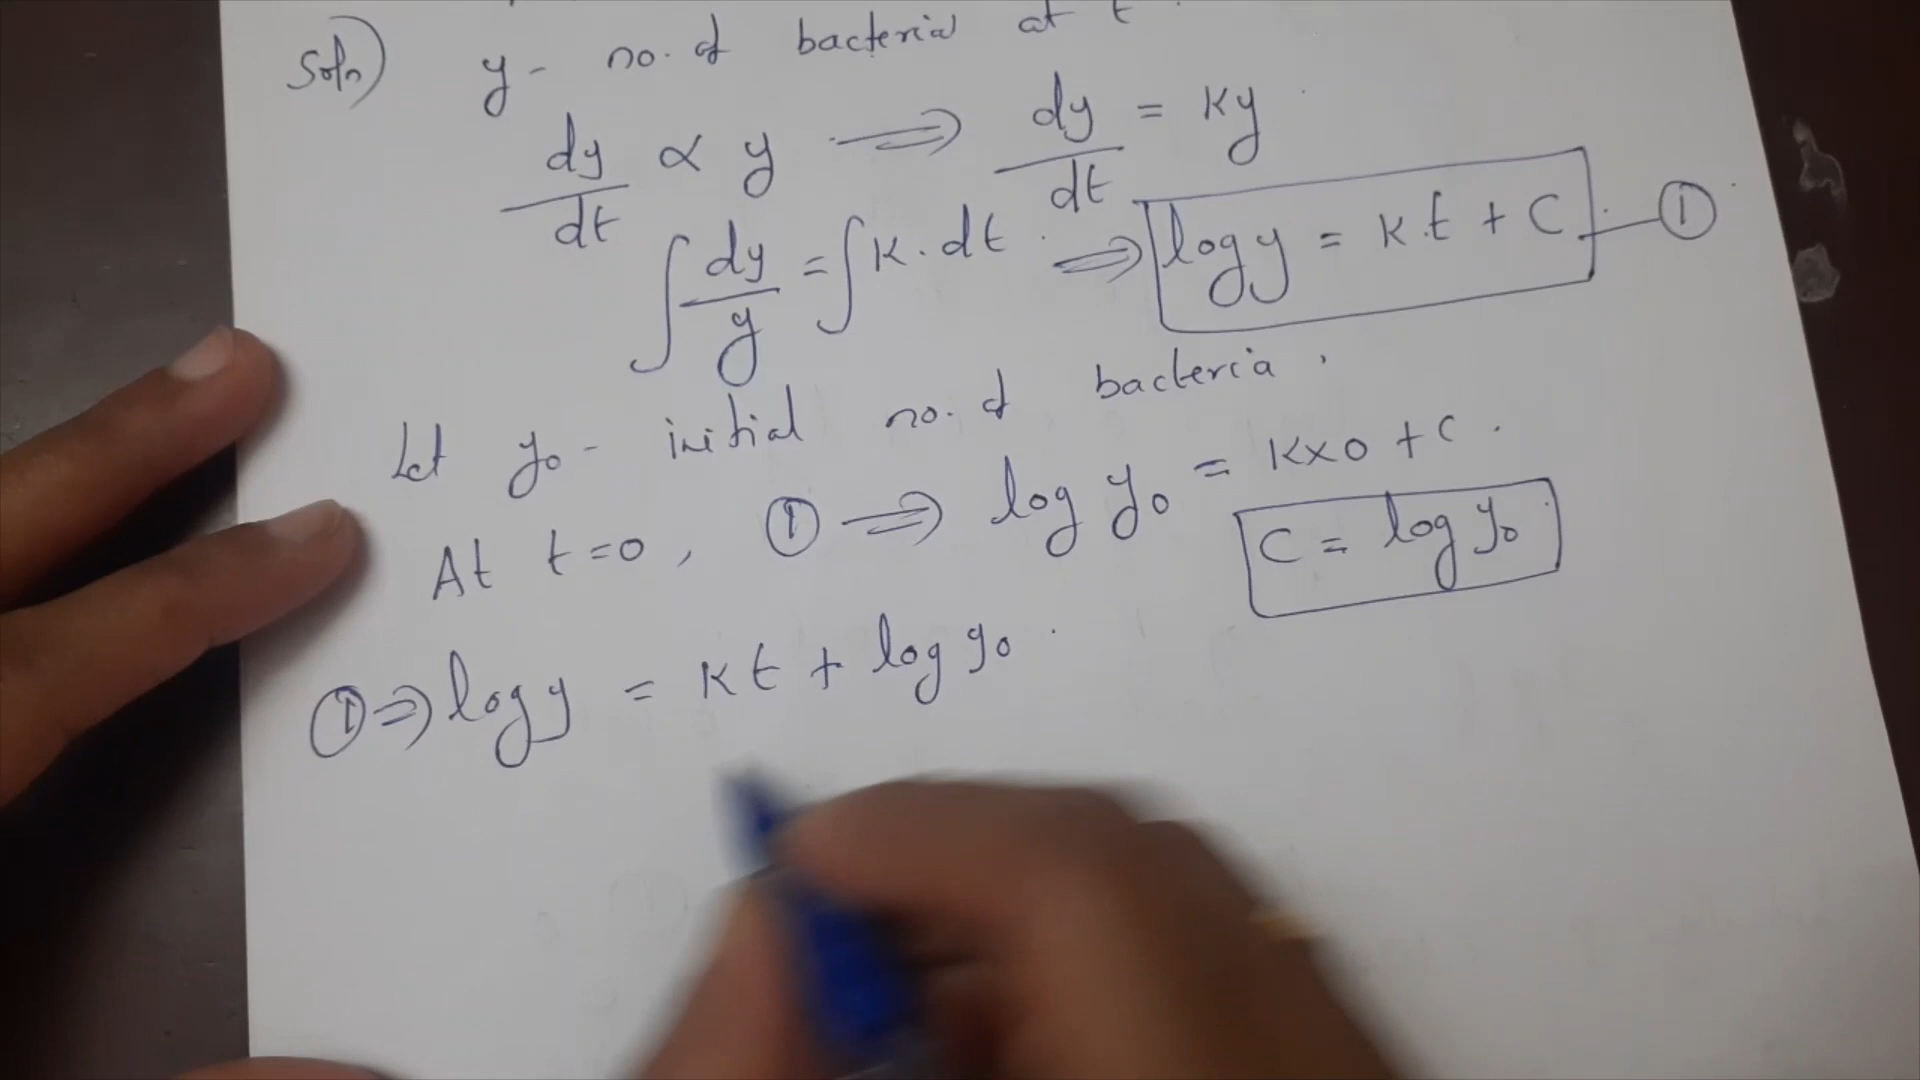 Soln) y - no. of bacteria at t.
dy/dt ∝ y ⟹ dy/dt = ky
∫ dy/y = ∫ k. dt. ⟹ log y = k.t + C. — ①
Let y₀ - initial no. of bacteria.
At t=0, ① ⟹ log y₀ = k×0 + c.
C = log y₀
① ⟹ log y = kt + log y₀.